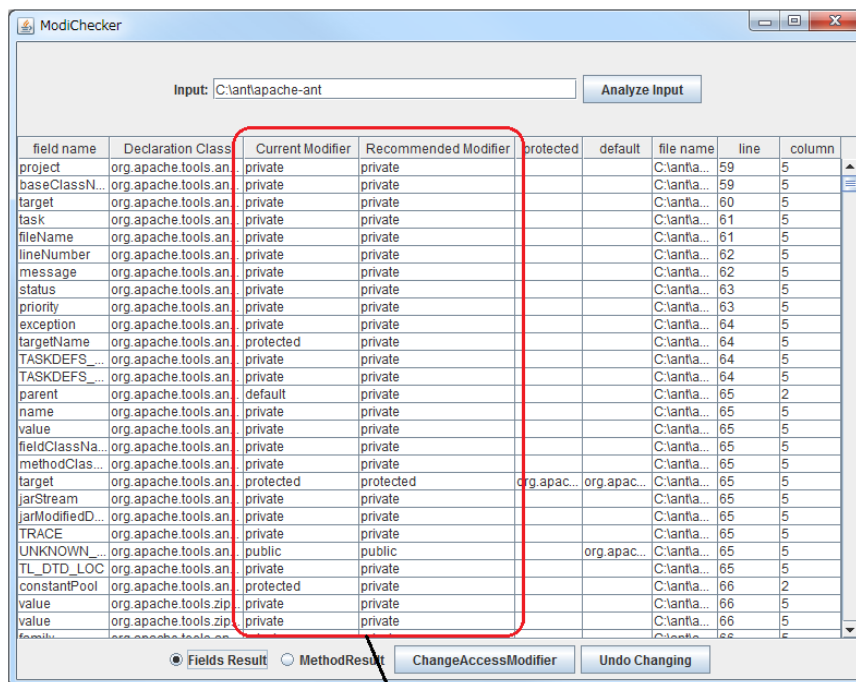 ModiChecker
Input: C:\ant\apache-ant Analyze Input
field name Declaration Class Current Modifier Recommended Modifier protected default file name line column
project org.apache.tools.an... private private C:\ant\a... 59 5
baseClassN... org.apache.tools.an... private private C:\ant\a... 59 5
target org.apache.tools.an... private private C:\ant\a... 60 5
task org.apache.tools.an... private private C:\ant\a... 61 5
fileName org.apache.tools.an... private private C:\ant\a... 61 5
lineNumber org.apache.tools.an... private private C:\ant\a... 62 5
message org.apache.tools.an... private private C:\ant\a... 62 5
status org.apache.tools.an... private private C:\ant\a... 63 5
priority org.apache.tools.an... private private C:\ant\a... 63 5
exception org.apache.tools.an... private private C:\ant\a... 64 5
targetName org.apache.tools.an... protected private C:\ant\a... 64 5
TASKDEFS_... org.apache.tools.an... private private C:\ant\a... 64 5
TASKDEFS_... org.apache.tools.an... private private C:\ant\a... 64 5
parent org.apache.tools.an... default private C:\ant\a... 65 2
name org.apache.tools.an... private private C:\ant\a... 65 5
value org.apache.tools.an... private private C:\ant\a... 65 5
fieldClassNa... org.apache.tools.an... private private C:\ant\a... 65 5
methodClas... org.apache.tools.an... private private C:\ant\a... 65 5
target org.apache.tools.an... protected protected org.apac... org.apac... C:\ant\a... 65 5
jarStream org.apache.tools.an... private private C:\ant\a... 65 5
jarModifiedD... org.apache.tools.an... private private C:\ant\a... 65 5
TRACE org.apache.tools.an... private private C:\ant\a... 65 5
UNKNOWN_... org.apache.tools.an... public public org.apac... C:\ant\a... 65 5
TL_DTD_LOC org.apache.tools.an... private private C:\ant\a... 65 5
constantPool org.apache.tools.an... protected private C:\ant\a... 66 2
value org.apache.tools.zip... private private C:\ant\a... 66 5
value org.apache.tools.zip... private private C:\ant\a... 66 5
Fields Result MethodResult ChangeAccessModifier Undo Changing